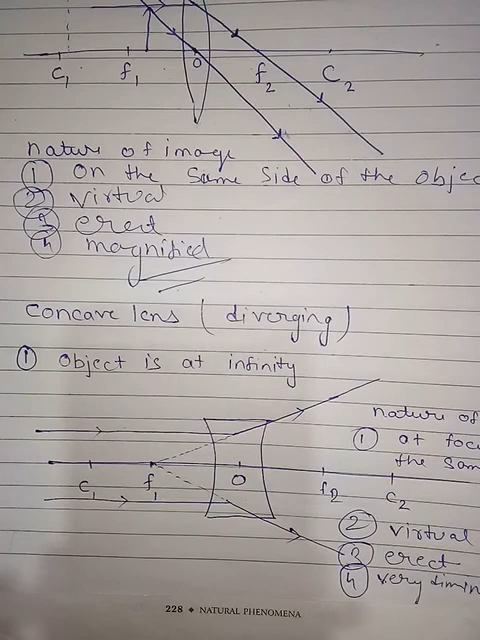 C1 f1 O f2 C2
nature of image
① On the same side of the objec
② virtual
③ erect
④ magnified
Concave lens (diverging)
① Object is at infinity
nature of
① at foc
the sam
C1 f1 O f2 C2
② virtual
③ erect
④ very dimin
228 ◆ NATURAL PHENOMENA